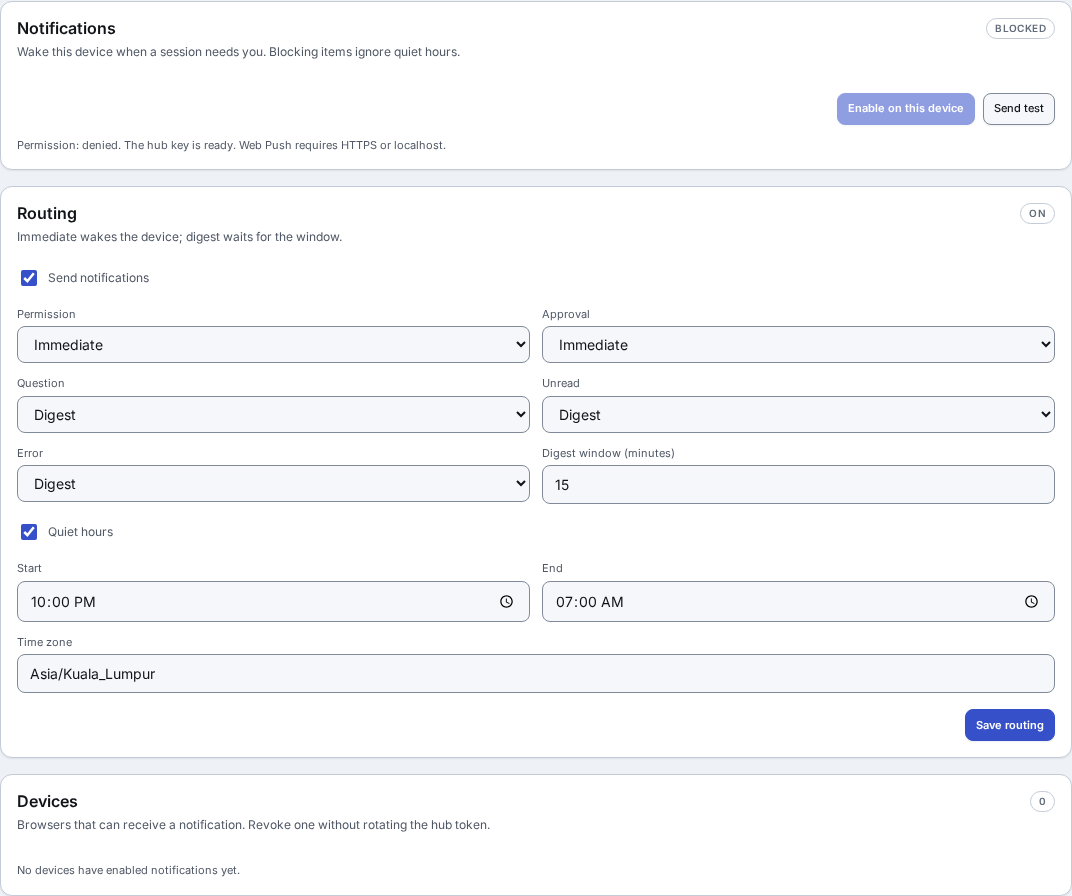 Notifications
BLOCKED
Wake this device when a session needs you. Blocking items ignore quiet hours.
Enable on this device
Send test
Permission: denied. The hub key is ready. Web Push requires HTTPS or localhost.
Routing
ON
Immediate wakes the device; digest waits for the window.
Send notifications
Permission
Approval
Immediate
Immediate
Question
Unread
Digest
Digest
Error
Digest window (minutes)
Digest
15
Quiet hours
Start
End
10:00 PM
07:00 AM
Time zone
Asia/Kuala_Lumpur
Save routing
Devices
0
Browsers that can receive a notification. Revoke one without rotating the hub token.
No devices have enabled notifications yet.